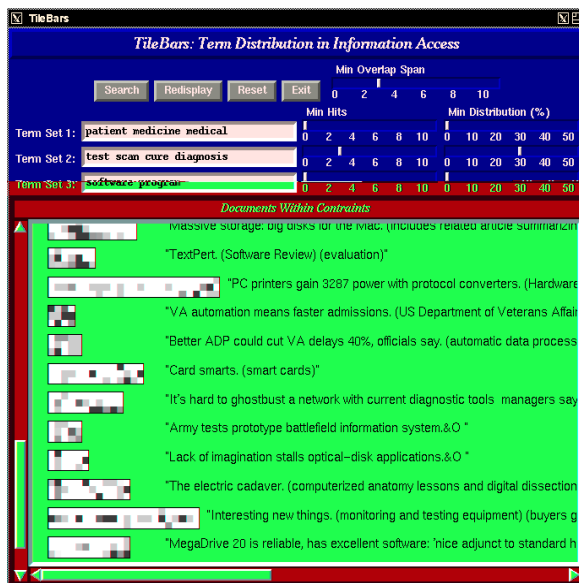 TileBars
TileBars: Term Distribution in Information Access
Min Overlap Span
Search Redisplay Reset Exit
0 2 4 6 8 10
Min Hits Min Distribution (%)
Term Set 1: patient medicine medical
0 2 4 6 8 10 0 10 20 30 40 50
Term Set 2: test scan cure diagnosis
0 2 4 6 8 10 0 10 20 30 40 50
Term Set 3: software program
0 2 4 6 8 10 0 10 20 30 40 50
Documents Within Contraints
"Massive storage: big disks for the Mac. (includes related article summarizin
"TextPert. (Software Review) (evaluation)"
"PC printers gain 3287 power with protocol converters. (Hardware
"VA automation means faster admissions. (US Department of Veterans Affair
"Better ADP could cut VA delays 40%, officials say. (automatic data process
"Card smarts. (smart cards)"
"It's hard to ghostbust a network with current diagnostic tools managers say
"Army tests prototype battlefield information system.&O "
"Lack of imagination stalls optical-disk applications.&O "
"The electric cadaver. (computerized anatomy lessons and digital dissection
"Interesting new things. (monitoring and testing equipment) (buyers g
"MegaDrive 20 is reliable, has excellent software: 'nice adjunct to standard h